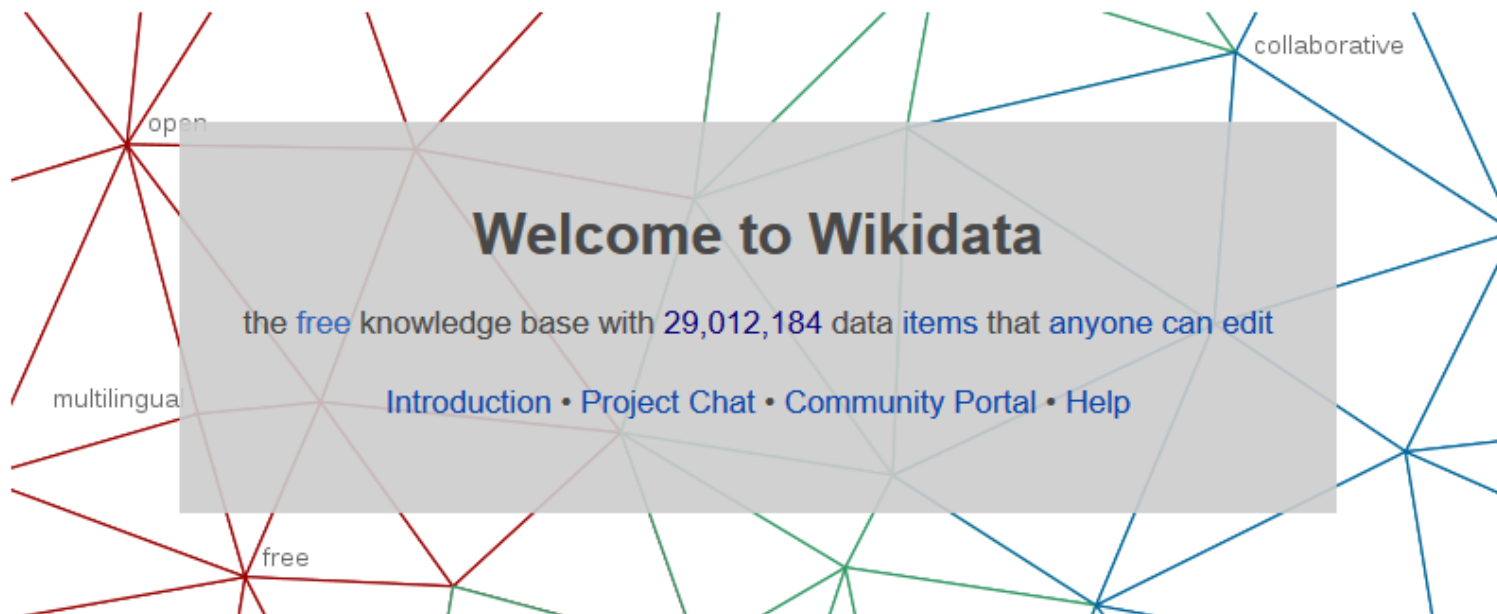 collaborative
open
Welcome to Wikidata
the free knowledge base with 29,012,184 data items that anyone can edit
multilingual
Introduction • Project Chat • Community Portal • Help
free